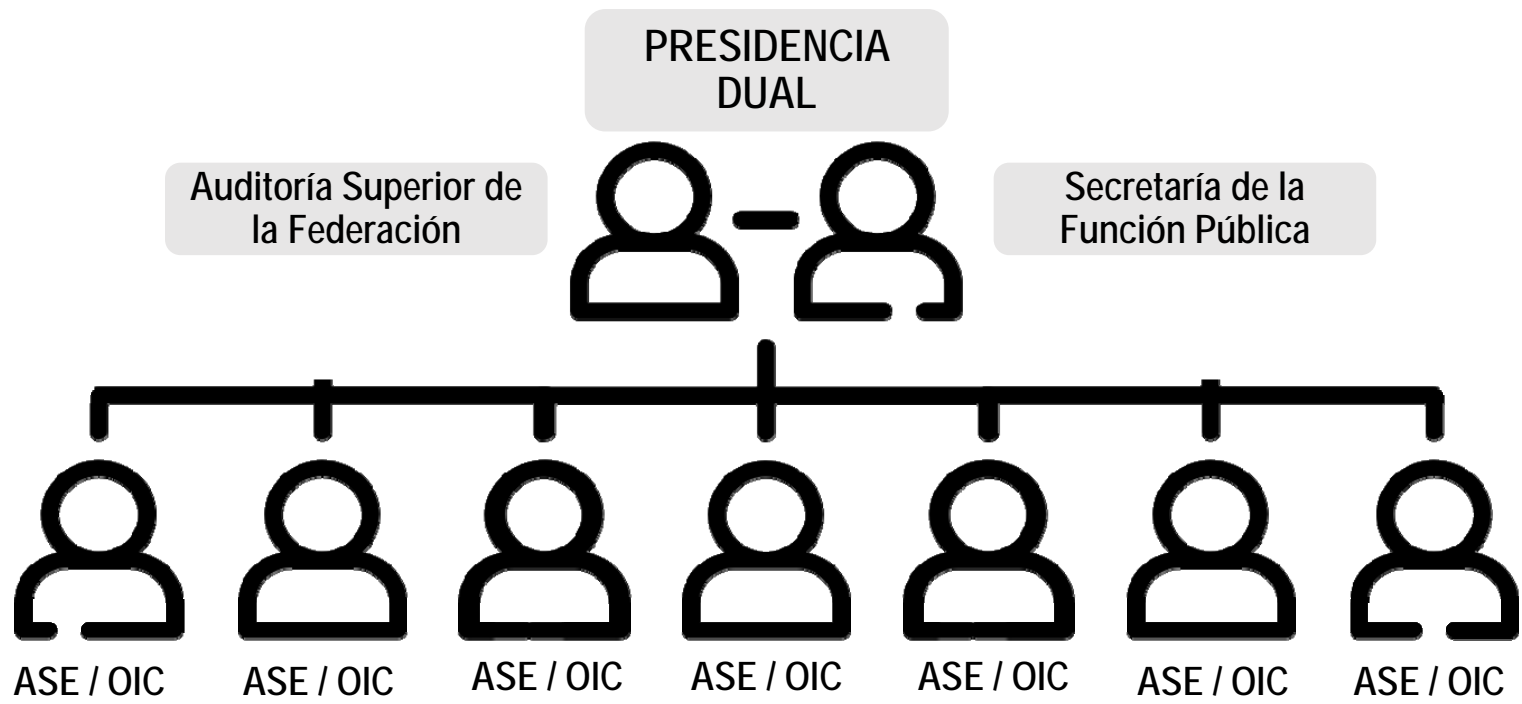 PRESIDENCIA
DUAL
Auditoría Superior de
la Federación
Secretaría de la
Función Pública
ASE / OIC
ASE / OIC
ASE / OIC
ASE / OIC
ASE / OIC
ASE / OIC
ASE / OIC